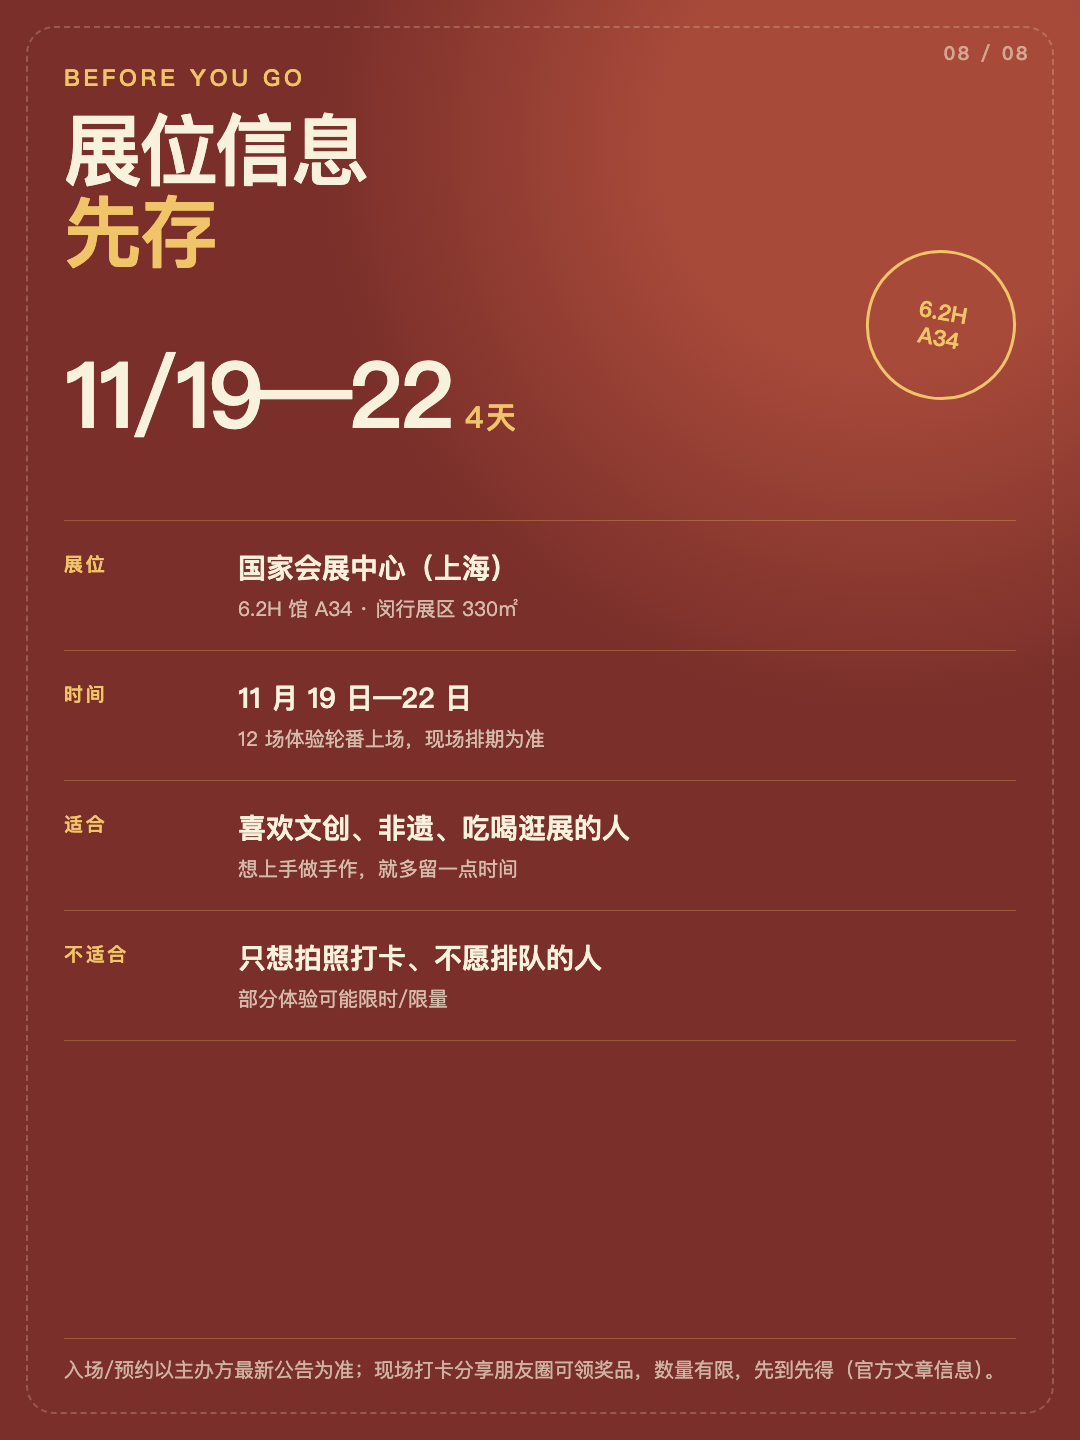 08 / 08
BEFORE YOU GO
展位信息
先存
6.2H
A34
11/19—22 4天
展位
国家会展中心（上海）
6.2H 馆 A34 · 闵行展区 330㎡
时间
11 月 19 日—22 日
12 场体验轮番上场，现场排期为准
适合
喜欢文创、非遗、吃喝逛展的人
想上手做手作，就多留一点时间
不适合
只想拍照打卡、不愿排队的人
部分体验可能限时/限量
入场/预约以主办方最新公告为准；现场打卡分享朋友圈可领奖品，数量有限，先到先得（官方文章信息）。